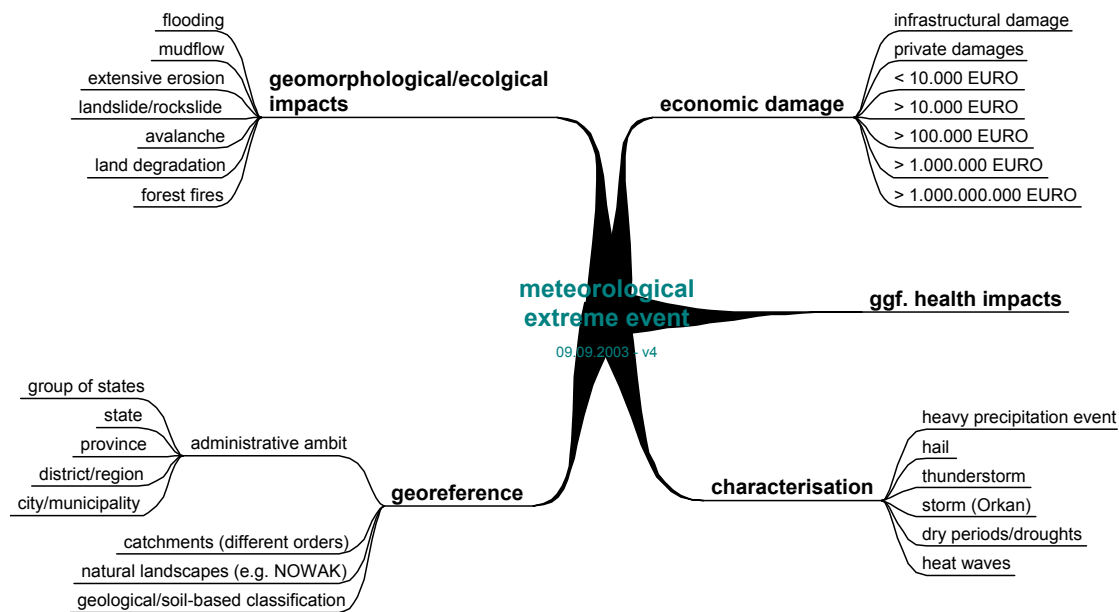 flooding
mudflow
extensive erosion
landslide/rockslide
avalanche
land degradation
forest fires
geomorphological/ecolgical
impacts
infrastructural damage
private damages
< 10.000 EURO
> 10.000 EURO
> 100.000 EURO
> 1.000.000 EURO
> 1.000.000.000 EURO
economic damage
meteorological
extreme event
09.09.2003 - v4
ggf. health impacts
group of states
state
province
district/region
city/municipality
administrative ambit
georeference
catchments (different orders)
natural landscapes (e.g. NOWAK)
geological/soil-based classification
characterisation
heavy precipitation event
hail
thunderstorm
storm (Orkan)
dry periods/droughts
heat waves